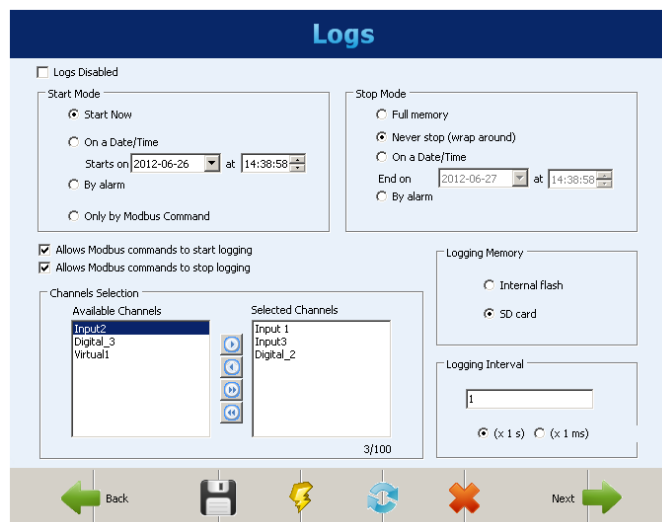 Logs
Logs Disabled
Start Mode
Start Now
On a Date/Time
Starts on 2012-06-26 at 14:38:58
By alarm
Only by Modbus Command
Stop Mode
Full memory
Never stop (wrap around)
On a Date/Time
End on 2012-06-27 at 14:38:58
By alarm
Allows Modbus commands to start logging
Allows Modbus commands to stop logging
Logging Memory
Internal flash
SD card
Channels Selection
Available Channels
Input2
Digital_3
Virtual1
Selected Channels
Input 1
Input3
Digital_2
3/100
Logging Interval
1
(x 1 s) (x 1 ms)
Back
Next